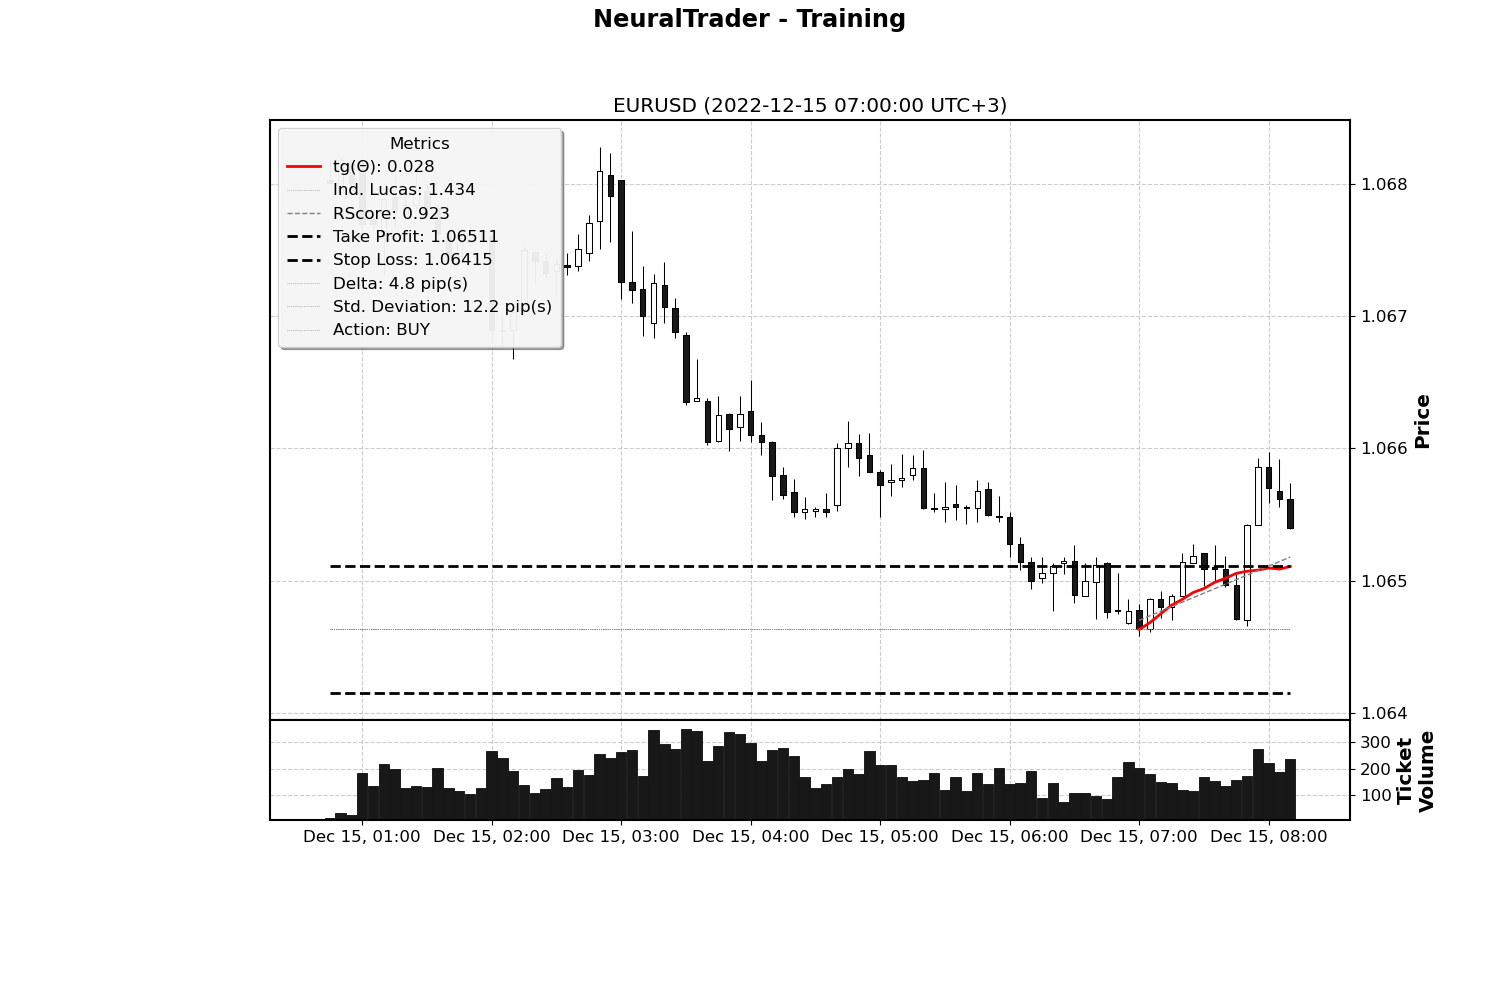 NeuralTrader - Training
EURUSD (2022-12-15 07:00:00 UTC+3)
Metrics
tg(Θ): 0.028
Ind. Lucas: 1.434
RScore: 0.923
Take Profit: 1.06511
Stop Loss: 1.06415
Delta: 4.8 pip(s)
Std. Deviation: 12.2 pip(s)
Action: BUY
1.068
1.067
1.066
1.065
1.064
Price
300
200
100
Ticket
Volume
Dec 15, 01:00 Dec 15, 02:00 Dec 15, 03:00 Dec 15, 04:00 Dec 15, 05:00 Dec 15, 06:00 Dec 15, 07:00 Dec 15, 08:00